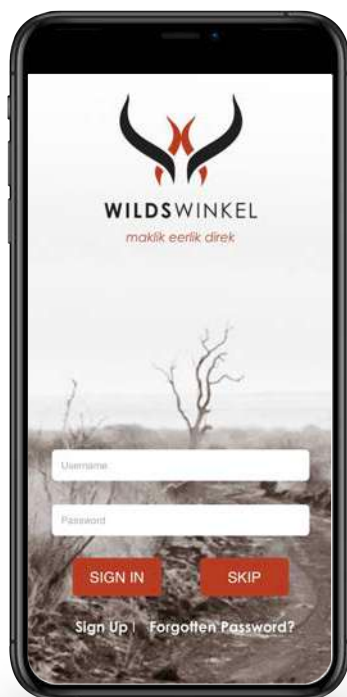 WILDSWINKEL
maklik eerlik direk
Username
Password
SIGN IN SKIP
Sign Up | Forgotten Password?